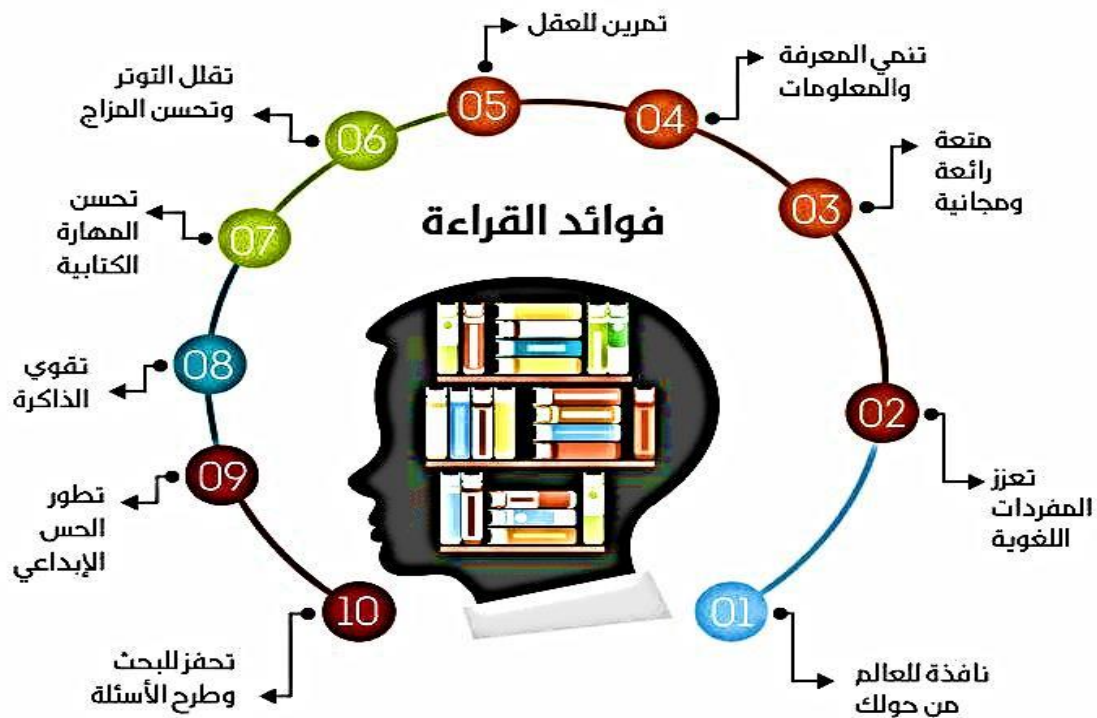 فوائد القراءة
01
نافذة للعالم
من حولك
02
تعزز
المفردات
اللغوية
03
متعة
رائعة
ومجانية
04
تنمي المعرفة
والمعلومات
05
تمرين للعقل
06
تقلل التوتر
وتحسن المزاج
07
تحسن
المهارة
الكتابية
08
تقوي
الذاكرة
09
تطور
الحس
الإبداعي
10
تحفز للبحث
وطرح الأسئلة